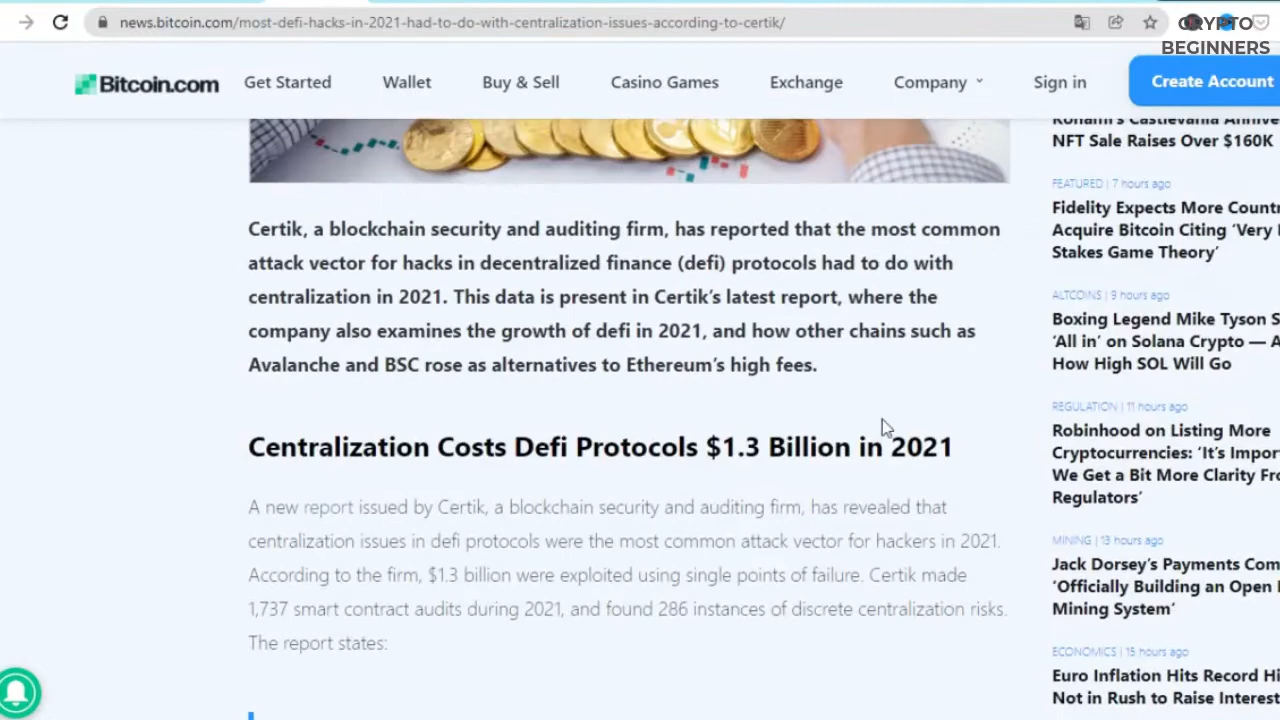 news.bitcoin.com/most-defi-hacks-in-2021-had-to-do-with-centralization-issues-according-to-certik/
CRYPTO
BEGINNERS
Bitcoin.com
Get Started
Wallet
Buy & Sell
Casino Games
Exchange
Company
Sign in
Create Account
Certik, a blockchain security and auditing firm, has reported that the most common
attack vector for hacks in decentralized finance (defi) protocols had to do with
centralization in 2021. This data is present in Certik's latest report, where the
company also examines the growth of defi in 2021, and how other chains such as
Avalanche and BSC rose as alternatives to Ethereum's high fees.
Centralization Costs Defi Protocols $1.3 Billion in 2021
A new report issued by Certik, a blockchain security and auditing firm, has revealed that
centralization issues in defi protocols were the most common attack vector for hackers in 2021.
According to the firm, $1.3 billion were exploited using single points of failure. Certik made
1,737 smart contract audits during 2021, and found 286 instances of discrete centralization risks.
The report states:
Konami's Castlevania
NFT Sale Raises Over $160K
FEATURED | 7 hours ago
Fidelity Expects More
Acquire Bitcoin Citing 'Very
Stakes Game Theory'
ALTCOINS | 9 hours ago
Boxing Legend Mike Tyson
'All in' on Solana Crypto —
How High SOL Will Go
REGULATION | 11 hours ago
Robinhood on Listing More
Cryptocurrencies: 'It's
We Get a Bit More Clarity
Regulators'
MINING | 13 hours ago
Jack Dorsey's Payments
'Officially Building an Open
Mining System'
ECONOMICS | 15 hours ago
Euro Inflation Hits Record
Not in Rush to Raise